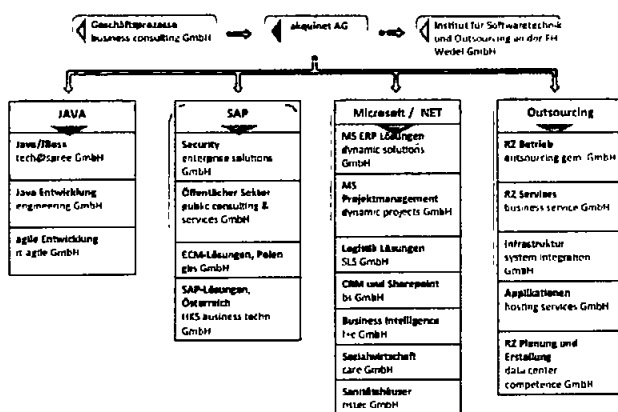 Geschäftsprozesse
business consulting GmbH
akquinet AG
Institut für Softwaretechnik
und Outsourcing an der FH
Wedel GmbH
JAVA
Java/JBoss
tech@spree GmbH
Java Entwicklung
engineering GmbH
agile Entwicklung
it agile GmbH
SAP
Security
enterprise solutions
GmbH
Öffentlicher Sektor
public consulting &
services GmbH
ECM-Lösungen, Polen
GmbH
SAP-Lösungen,
Österreich
HKS business techn
GmbH
Microsoft / NET
MS ERP Lösungen
dynamic solutions
GmbH
MS
Projektmanagement
dynamic projects GmbH
Logistik Lösungen
SLS GmbH
CRM und Sharepoint
GmbH
Business Intelligence
GmbH
Sozialwirtschaft
care GmbH
Sanitätshäuser
GmbH
Outsourcing
RZ Betrieb
outsourcing gem. GmbH
RZ Services
business service GmbH
Infrastruktur
system integration
GmbH
Applikationen
hosting services GmbH
RZ Planung und
Erstellung
data center
competence GmbH